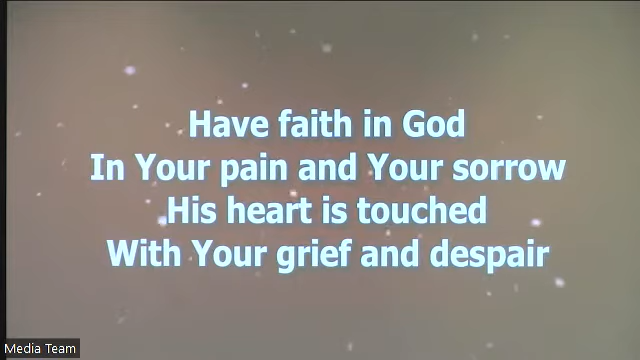 Have faith in God
In Your pain and Your sorrow
His heart is touched
With Your grief and despair
Media Team